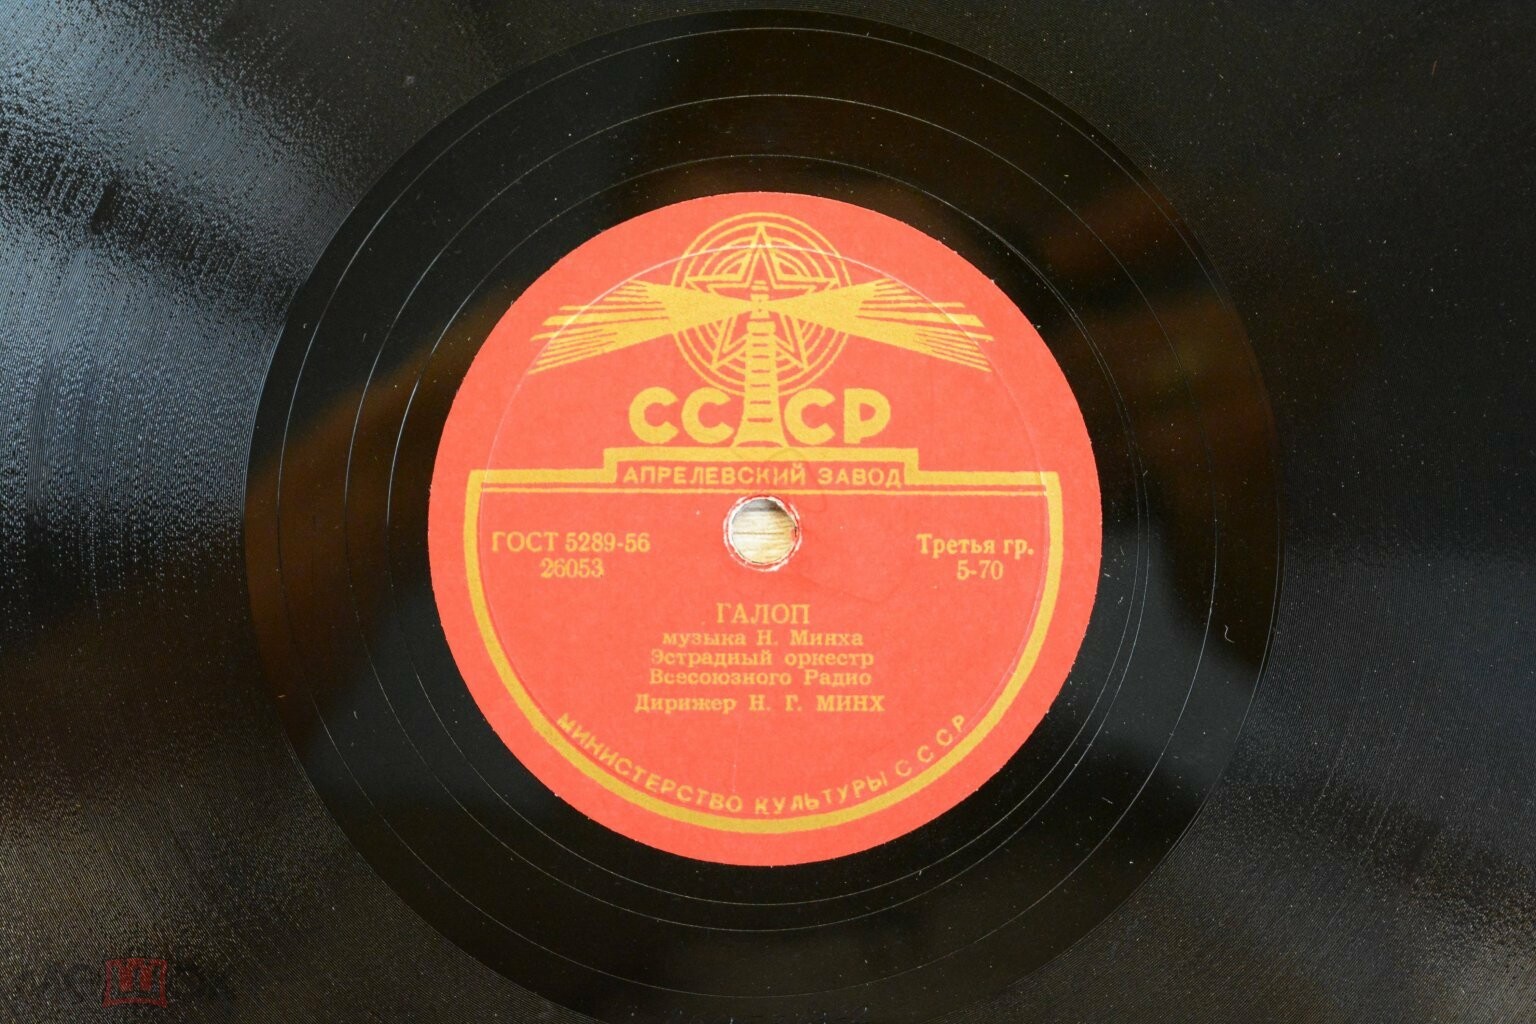 СССР
АПРЕЛЕВСКИЙ ЗАВОД
ГОСТ 5289-56
26053
Третья гр.
5-70
ГАЛОП
музыка Н. Минха
Эстрадный оркестр
Всесоюзного Радио
Дирижер Н. Г. МИНХ
МИНИСТЕРСТВО КУЛЬТУРЫ СССР